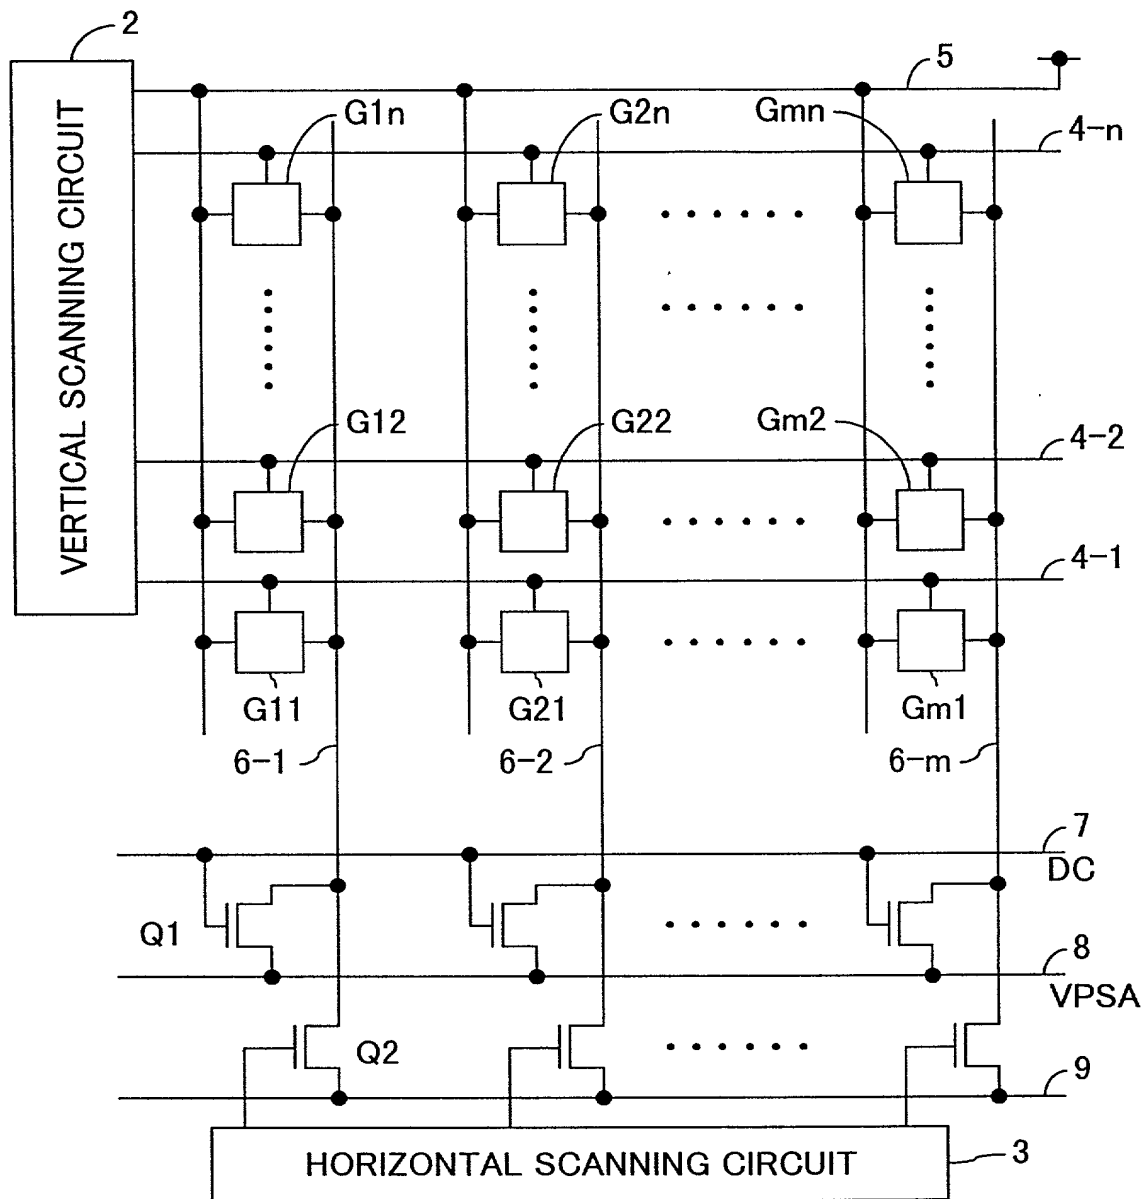 2
5
G1n
G2n
Gmn
4-n
VERTICAL SCANNING CIRCUIT
G12
G22
Gm2
4-2
4-1
G11
G21
Gm1
6-1
6-2
6-m
7
DC
Q1
8
VPSA
Q2
9
HORIZONTAL SCANNING CIRCUIT
3